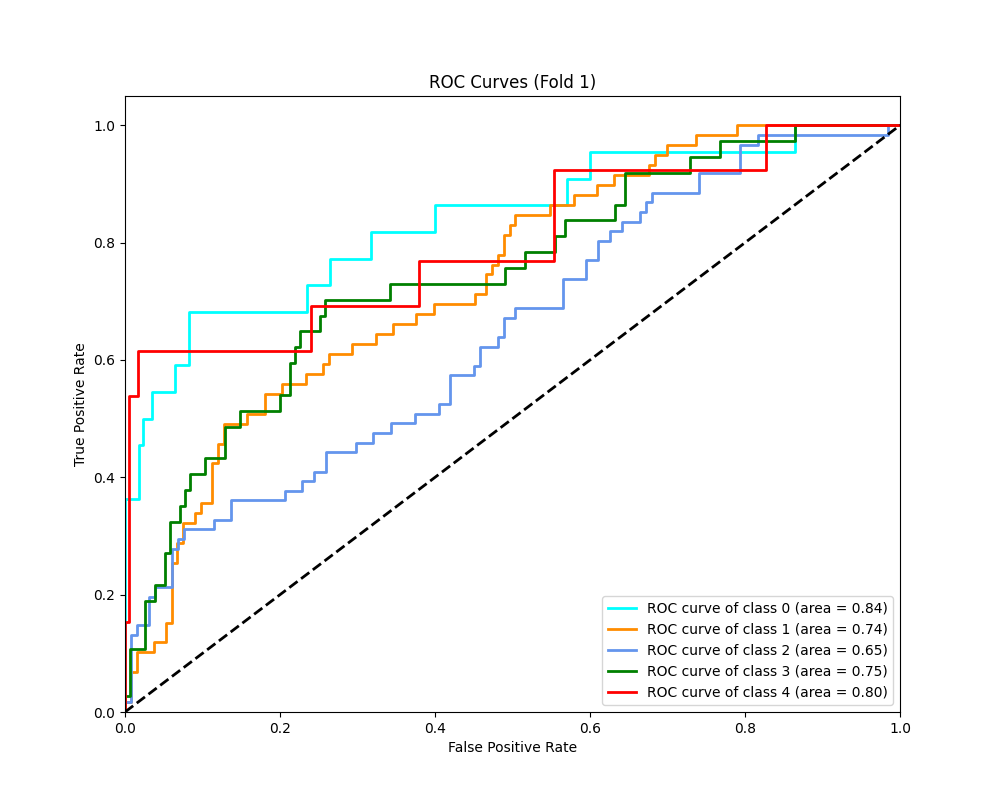 ROC Curves (Fold 1)
True Positive Rate
1.0
0.8
0.6
0.4
0.2
0.0
ROC curve of class 0 (area = 0.84)
ROC curve of class 1 (area = 0.74)
ROC curve of class 2 (area = 0.65)
ROC curve of class 3 (area = 0.75)
ROC curve of class 4 (area = 0.80)
0.0 0.2 0.4 0.6 0.8 1.0
False Positive Rate